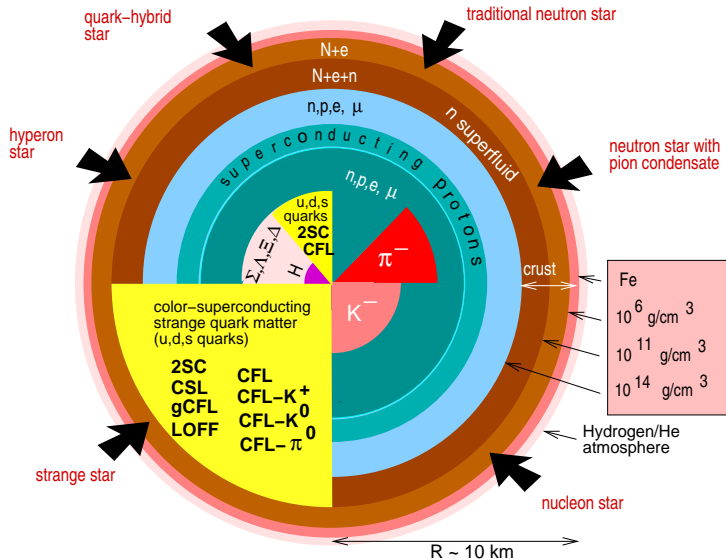 quark-hybrid
star
traditional neutron star
N+e
N+e+n
n,p,e, μ
n superfluid
hyperon
star
neutron star with
pion condensate
superconducting protons
n,p,e, μ
u,d,s
quarks
2SC
CFL
Σ,Λ,Ξ,Δ
H
π⁻
K⁻
crust
Fe
10⁶ g/cm³
10¹¹ g/cm³
10¹⁴ g/cm³
color-superconducting
strange quark matter
(u,d,s quarks)
2SC
CSL
gCFL
LOFF
CFL
CFL-K⁺
CFL-K⁰
CFL-π⁰
Hydrogen/He
atmosphere
strange star
nucleon star
R ~ 10 km